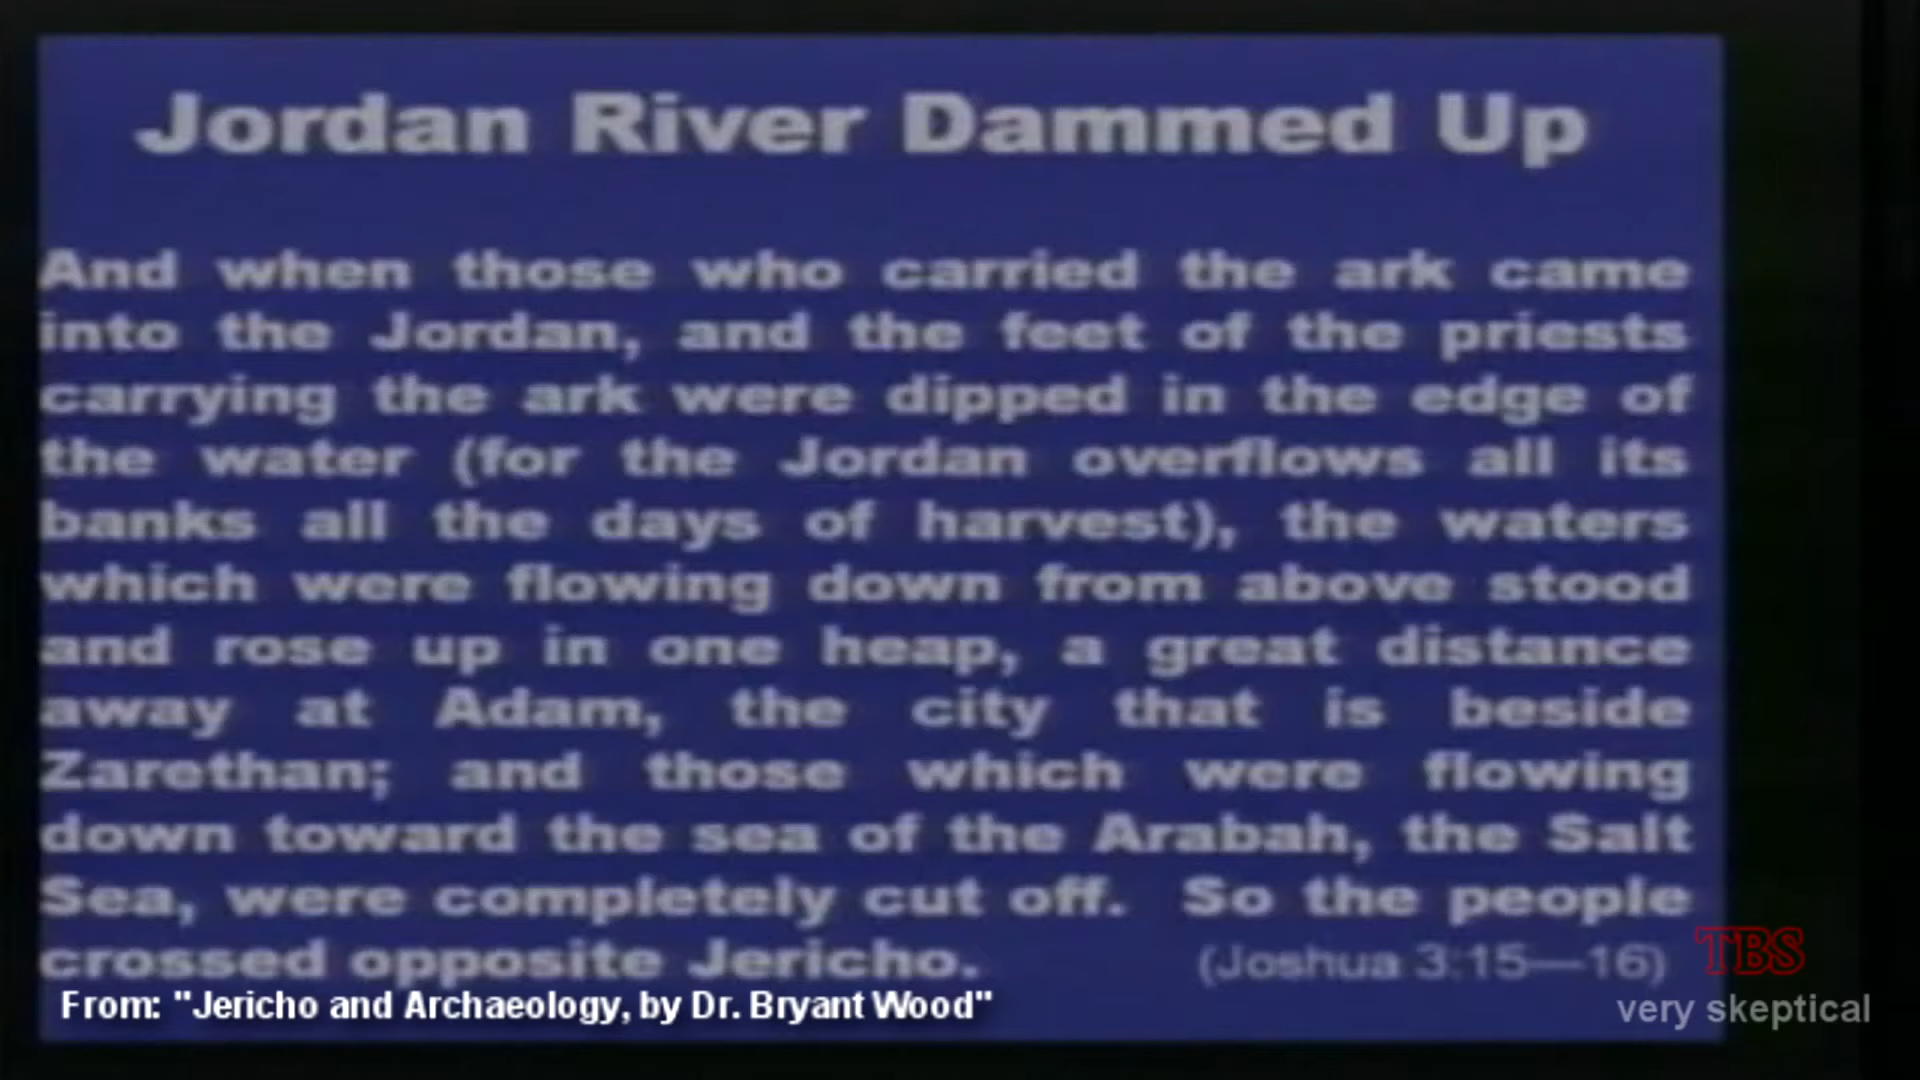 Jordan River Dammed Up
And when those who carried the ark came
into the Jordan, and the feet of the priests
carrying the ark were dipped in the edge of
the water (for the Jordan overflows all its
banks all the days of harvest), the waters
which were flowing down from above stood
and rose up in one heap, a great distance
away at Adam, the city that is beside
Zarethan; and those which were flowing
down toward the sea of the Arabah, the Salt
Sea, were completely cut off. So the people
crossed opposite Jericho. (Joshua 3:15—16)
From: "Jericho and Archaeology, by Dr. Bryant Wood"
TBS
very skeptical